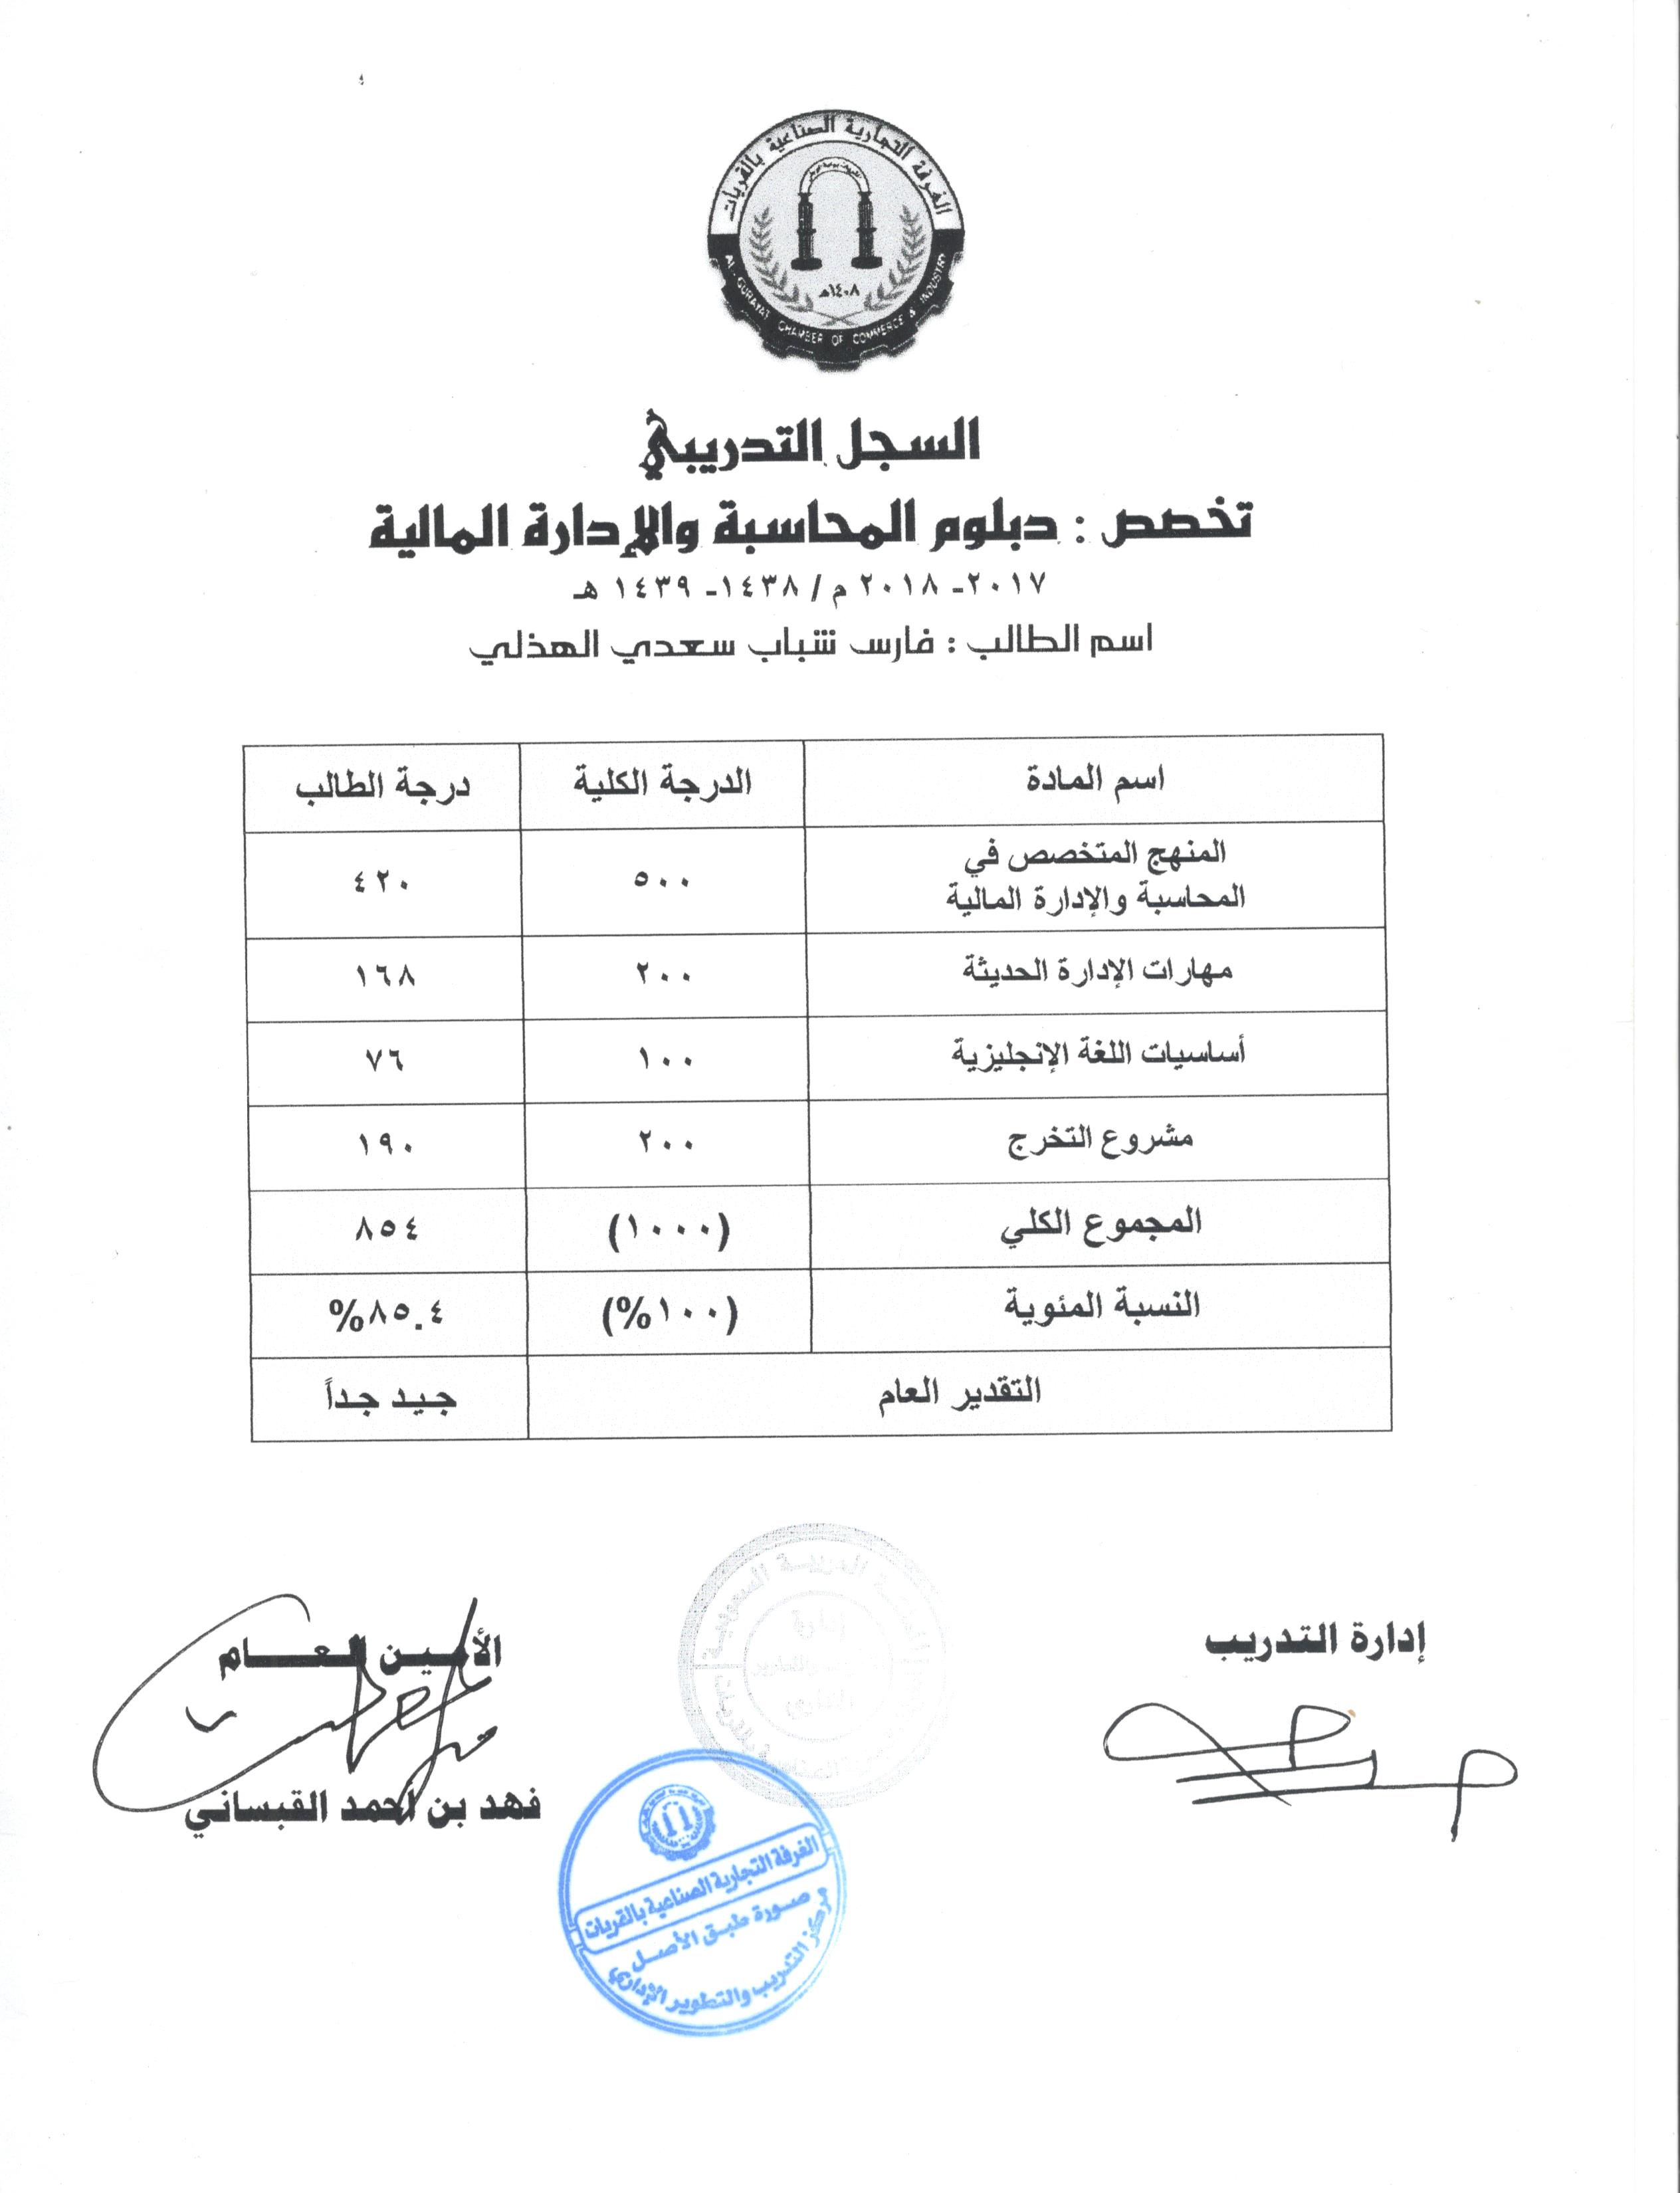 الغرفة التجارية الصناعية بالقريات
١٤٠٨هـ
AL-GURAYAT CHAMBER OF COMMERCE & INDUSTRY
السجل التدريبي
تخصص : دبلوم المحاسبة والإدارة المالية
٢٠١٧- ٢٠١٨ م / ١٤٣٨- ١٤٣٩ هـ
اسم الطالب : فارس شباب سعدي الهذلي
اسم المادة الدرجة الكلية درجة الطالب
المنهج المتخصص في
المحاسبة والإدارة المالية ٥٠٠ ٤٢٠
مهارات الإدارة الحديثة ٢٠٠ ١٦٨
أساسيات اللغة الإنجليزية ١٠٠ ٧٦
مشروع التخرج ٢٠٠ ١٩٠
المجموع الكلي (١٠٠٠) ٨٥٤
النسبة المئوية (١٠٠%) ٨٥.٤%
التقدير العام جيد جداً
إدارة التدريب
الأمين العام
فهد بن احمد القبساني
العربية السعودية
إدارة
الغرفة التجارية الصناعية بالقريات
صورة طبق الأصل
مركز التدريب والتطوير الإداري